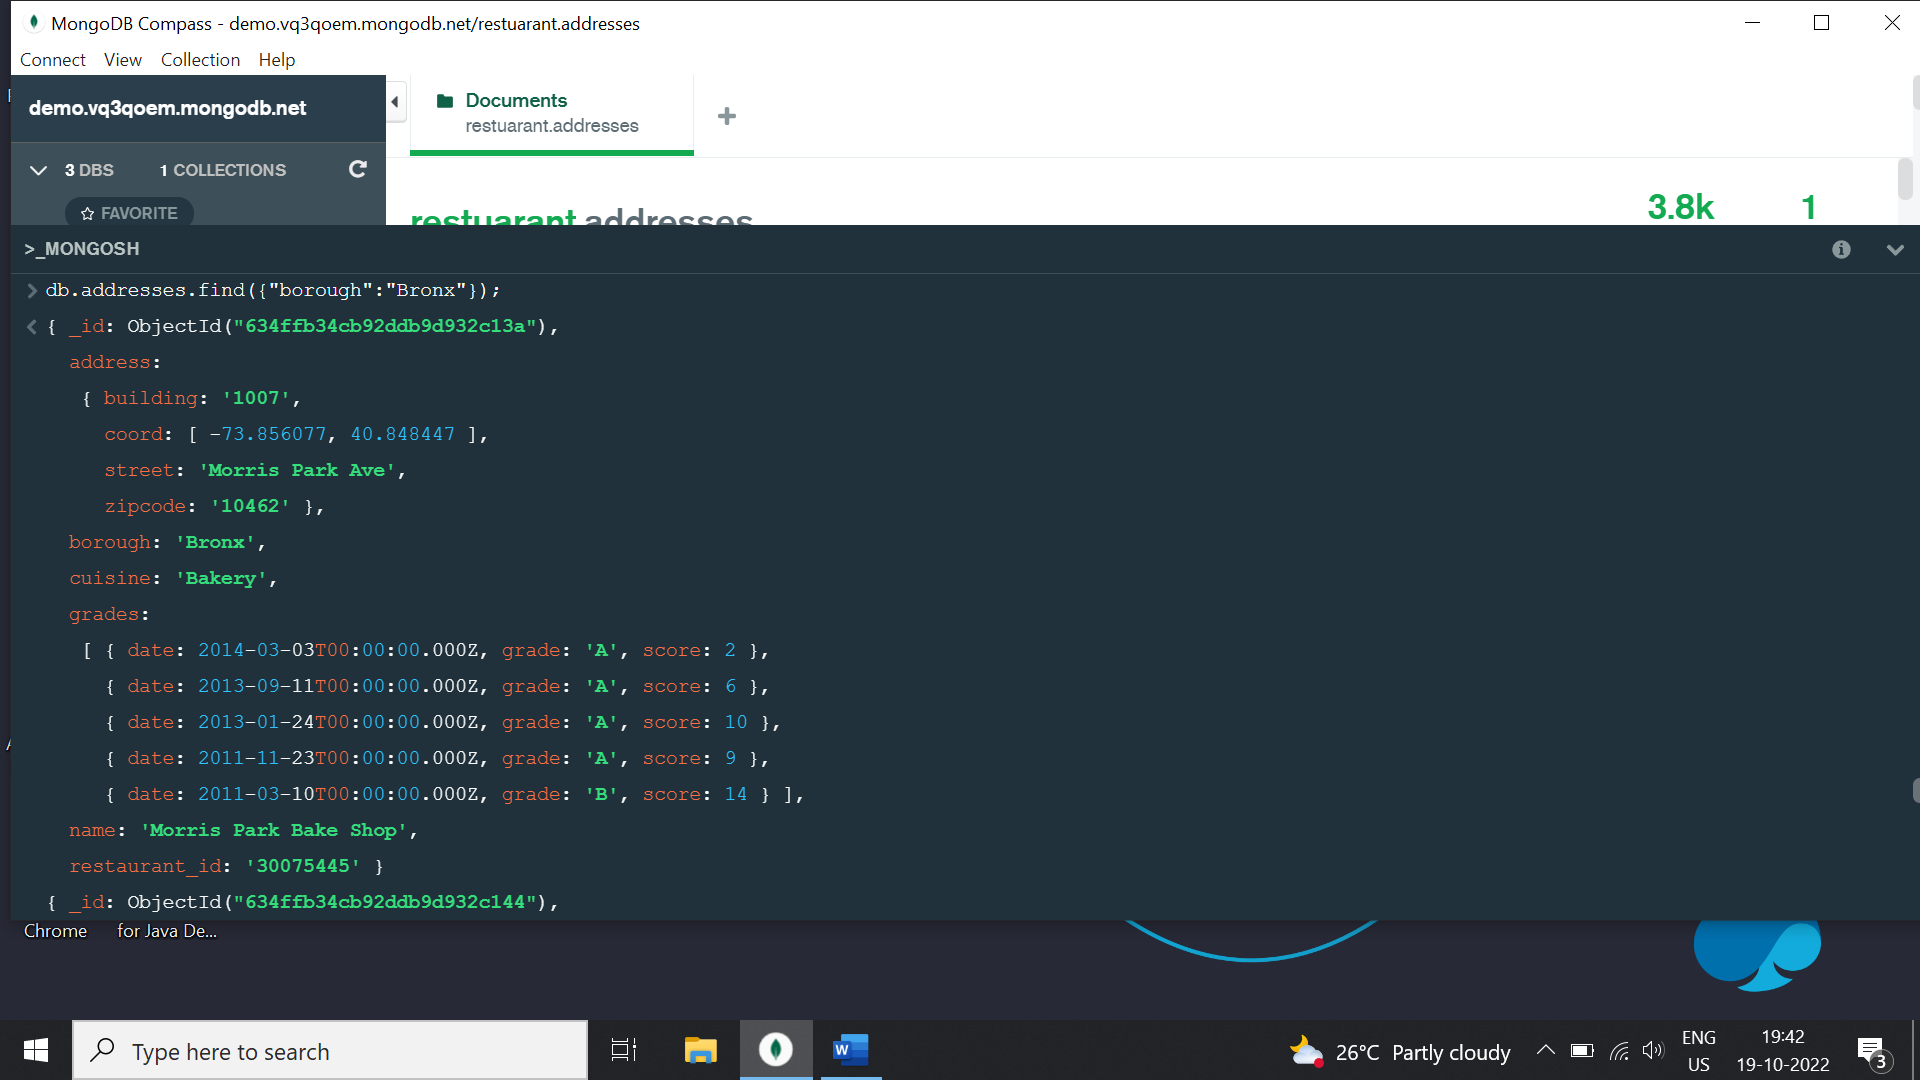 MongoDB Compass - demo.vq3qoem.mongodb.net/restuarant.addresses
Connect View Collection Help
demo.vq3qoem.mongodb.net
Documents
restuarant.addresses
3 DBS 1 COLLECTIONS
FAVORITE
restuarant.addresses
3.8k 1
>_MONGOSH
db.addresses.find({"borough":"Bronx"});
{ _id: ObjectId("634ffb34cb92ddb9d932c13a"),
address:
{ building: '1007',
coord: [ -73.856077, 40.848447 ],
street: 'Morris Park Ave',
zipcode: '10462' },
borough: 'Bronx',
cuisine: 'Bakery',
grades:
[ { date: 2014-03-03T00:00:00.000Z, grade: 'A', score: 2 },
{ date: 2013-09-11T00:00:00.000Z, grade: 'A', score: 6 },
{ date: 2013-01-24T00:00:00.000Z, grade: 'A', score: 10 },
{ date: 2011-11-23T00:00:00.000Z, grade: 'A', score: 9 },
{ date: 2011-03-10T00:00:00.000Z, grade: 'B', score: 14 } ],
name: 'Morris Park Bake Shop',
restaurant_id: '30075445' }
{ _id: ObjectId("634ffb34cb92ddb9d932c144"),
Chrome for Java De...
Type here to search
W
26°C Partly cloudy
ENG
US
19:42
19-10-2022
3